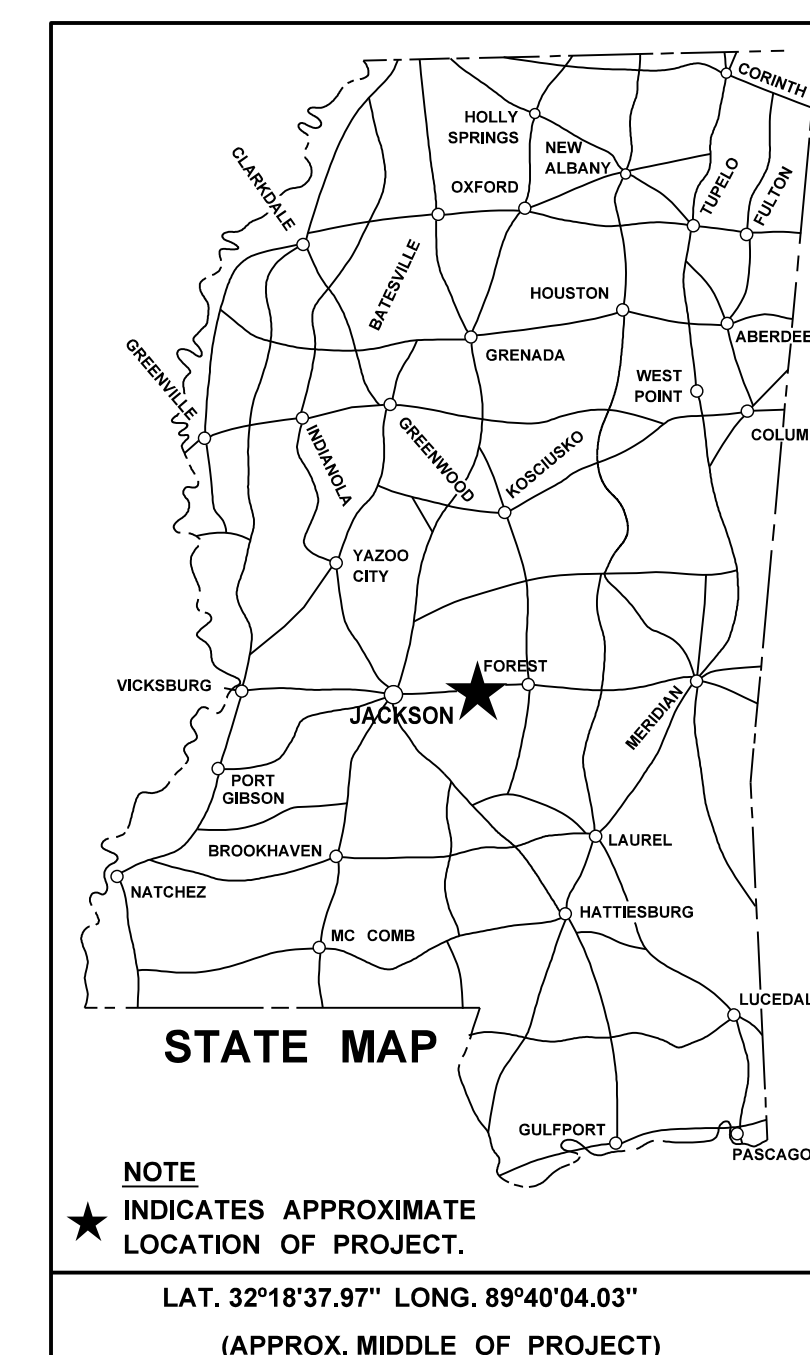 CORINTH
HOLLY
SPRINGS
NEW
ALBANY
CLARKDALE
OXFORD
TUPELO
FULTON
BATESVILLE
HOUSTON
ABERDEE
GREENVILLE
GRENADA
WEST
POINT
COLUM
INDIANOLA
GREENWOOD
KOSCIUSKO
YAZOO
CITY
FOREST
VICKSBURG
JACKSON
MERIDIAN
PORT
GIBSON
LAUREL
BROOKHAVEN
NATCHEZ
HATTIESBURG
MC COMB
LUCEDAL
STATE MAP
GULFPORT
PASCAGO
NOTE
INDICATES APPROXIMATE
LOCATION OF PROJECT.
LAT. 32º18'37.97" LONG. 89º40'04.03"
(APPROX. MIDDLE OF PROJECT)